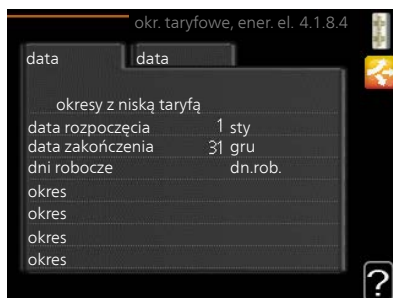 okr. taryfowe, ener. el. 4.1.8.4
data data
okresy z niską taryfą
data rozpoczęcia 1 sty
data zakończenia 31 gru
dni robocze dn.rob.
okres
okres
okres
okres
?